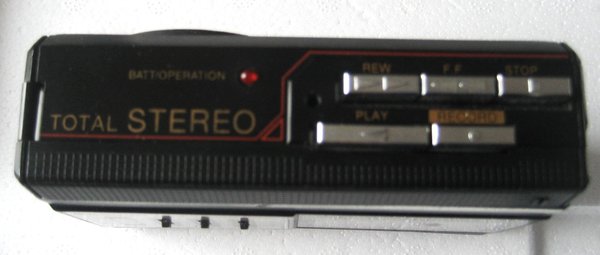 REW F.F STOP
BATT/OPERATION
PLAY RECORD
TOTAL STEREO